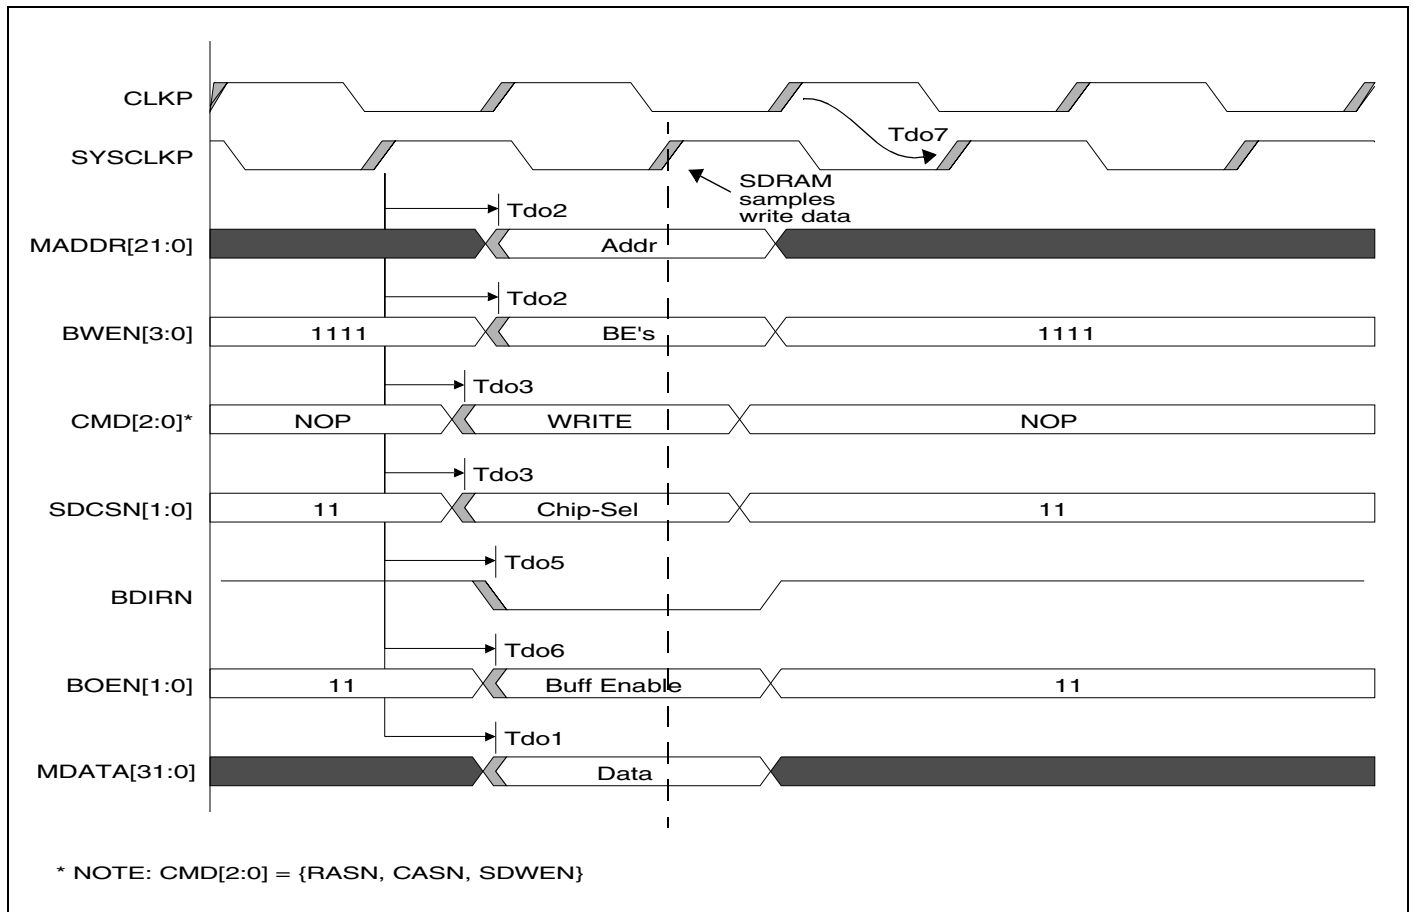 CLKP
Tdo7
SYSCLKP
SDRAM
samples
write data
Tdo2
MADDR[21:0]
Addr
Tdo2
BWEN[3:0]
1111
BE's
1111
Tdo3
CMD[2:0]*
NOP
WRITE
NOP
Tdo3
SDCSN[1:0]
11
Chip-Sel
11
Tdo5
BDIRN
Tdo6
BOEN[1:0]
11
Buff Enable
11
Tdo1
MDATA[31:0]
Data
* NOTE: CMD[2:0] = {RASN, CASN, SDWEN}